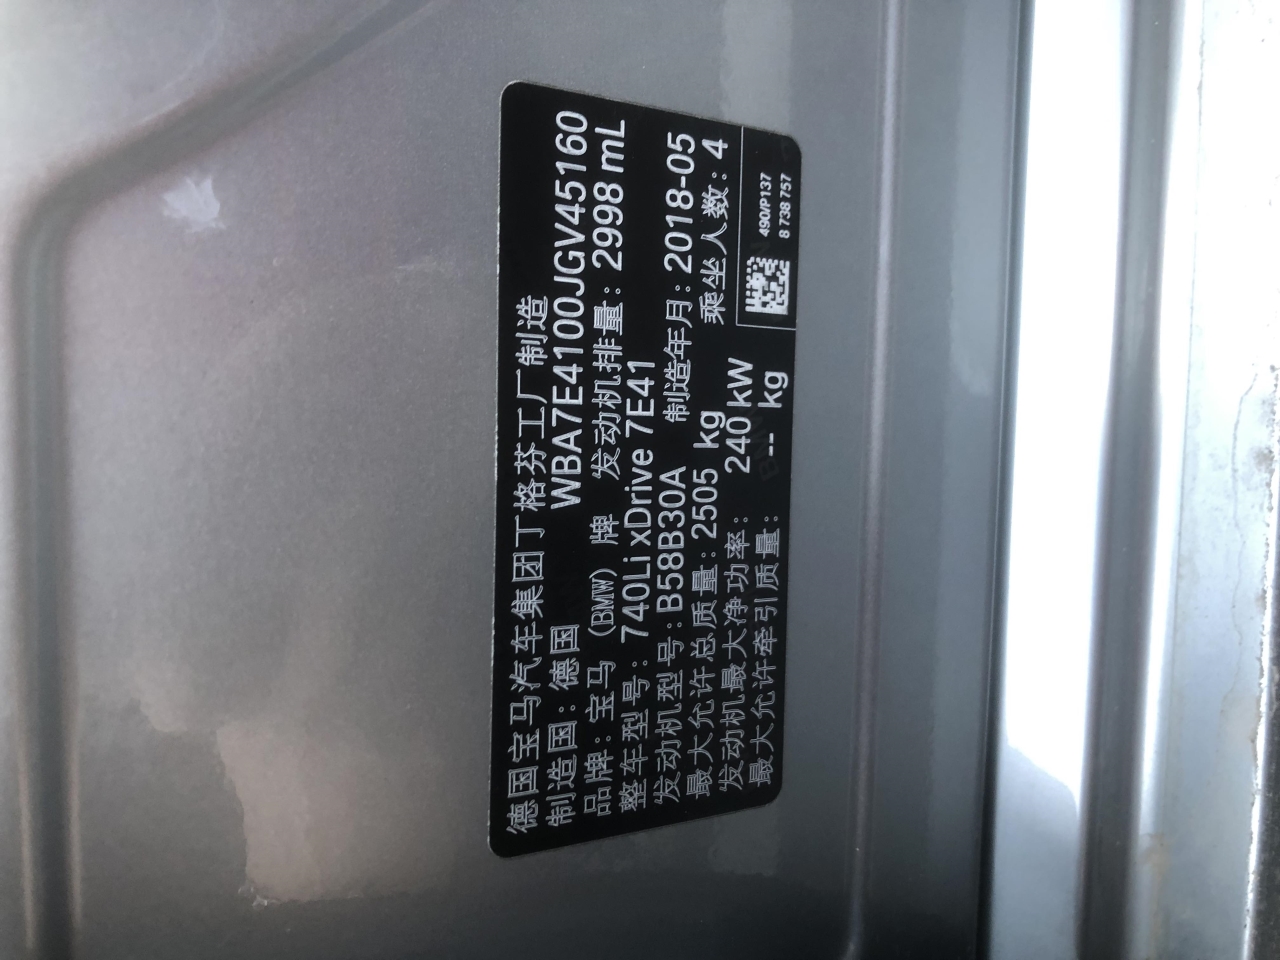 德国宝马汽车集团丁格芬工厂制造
制造国：德国 WBA7E4100JGV45160
品牌：宝马（BMW）牌 发动机排量：2998 mL
整车型号：740Li xDrive 7E41
发动机型号：B58B30A 制造年月：2018-05
最大允许总质量：2505 kg 乘坐人数：4
发动机最大净功率： 240 kW
最大允许牵引质量： -- kg
490/P137
8 738 757